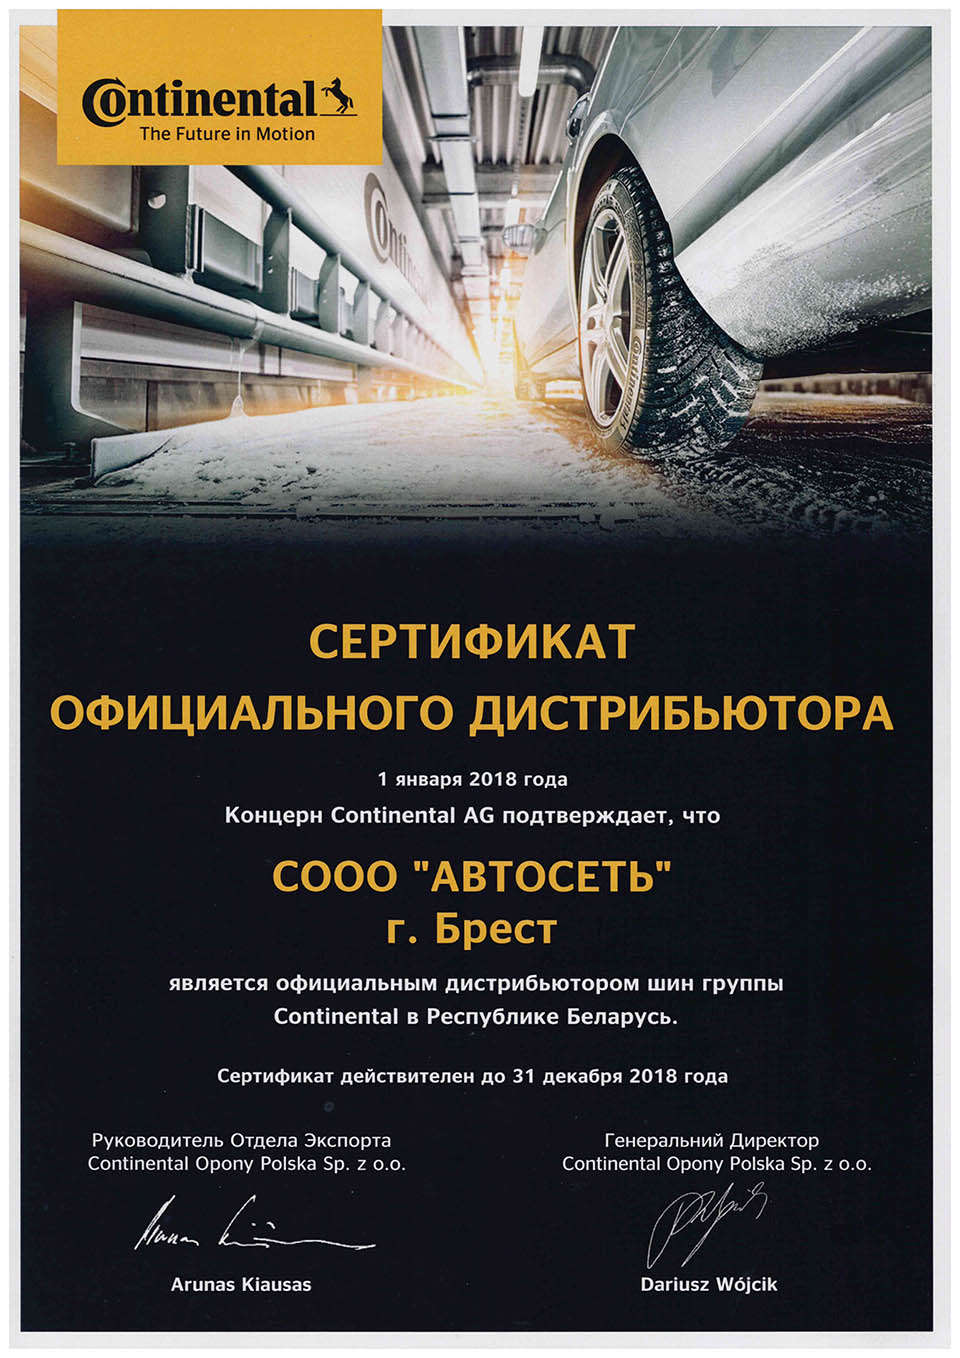 Continental
The Future in Motion
СЕРТИФИКАТ
ОФИЦИАЛЬНОГО ДИСТРИБЬЮТОРА
1 января 2018 года
Концерн Continental AG подтверждает, что
СООО "АВТОСЕТЬ"
г. Брест
является официальным дистрибьютором шин группы
Continental в Республике Беларусь.
Сертификат действителен до 31 декабря 2018 года
Руководитель Отдела Экспорта
Continental Opony Polska Sp. z o.o.
Arunas Kiausas
Генеральний Директор
Continental Opony Polska Sp. z o.o.
Dariusz Wójcik